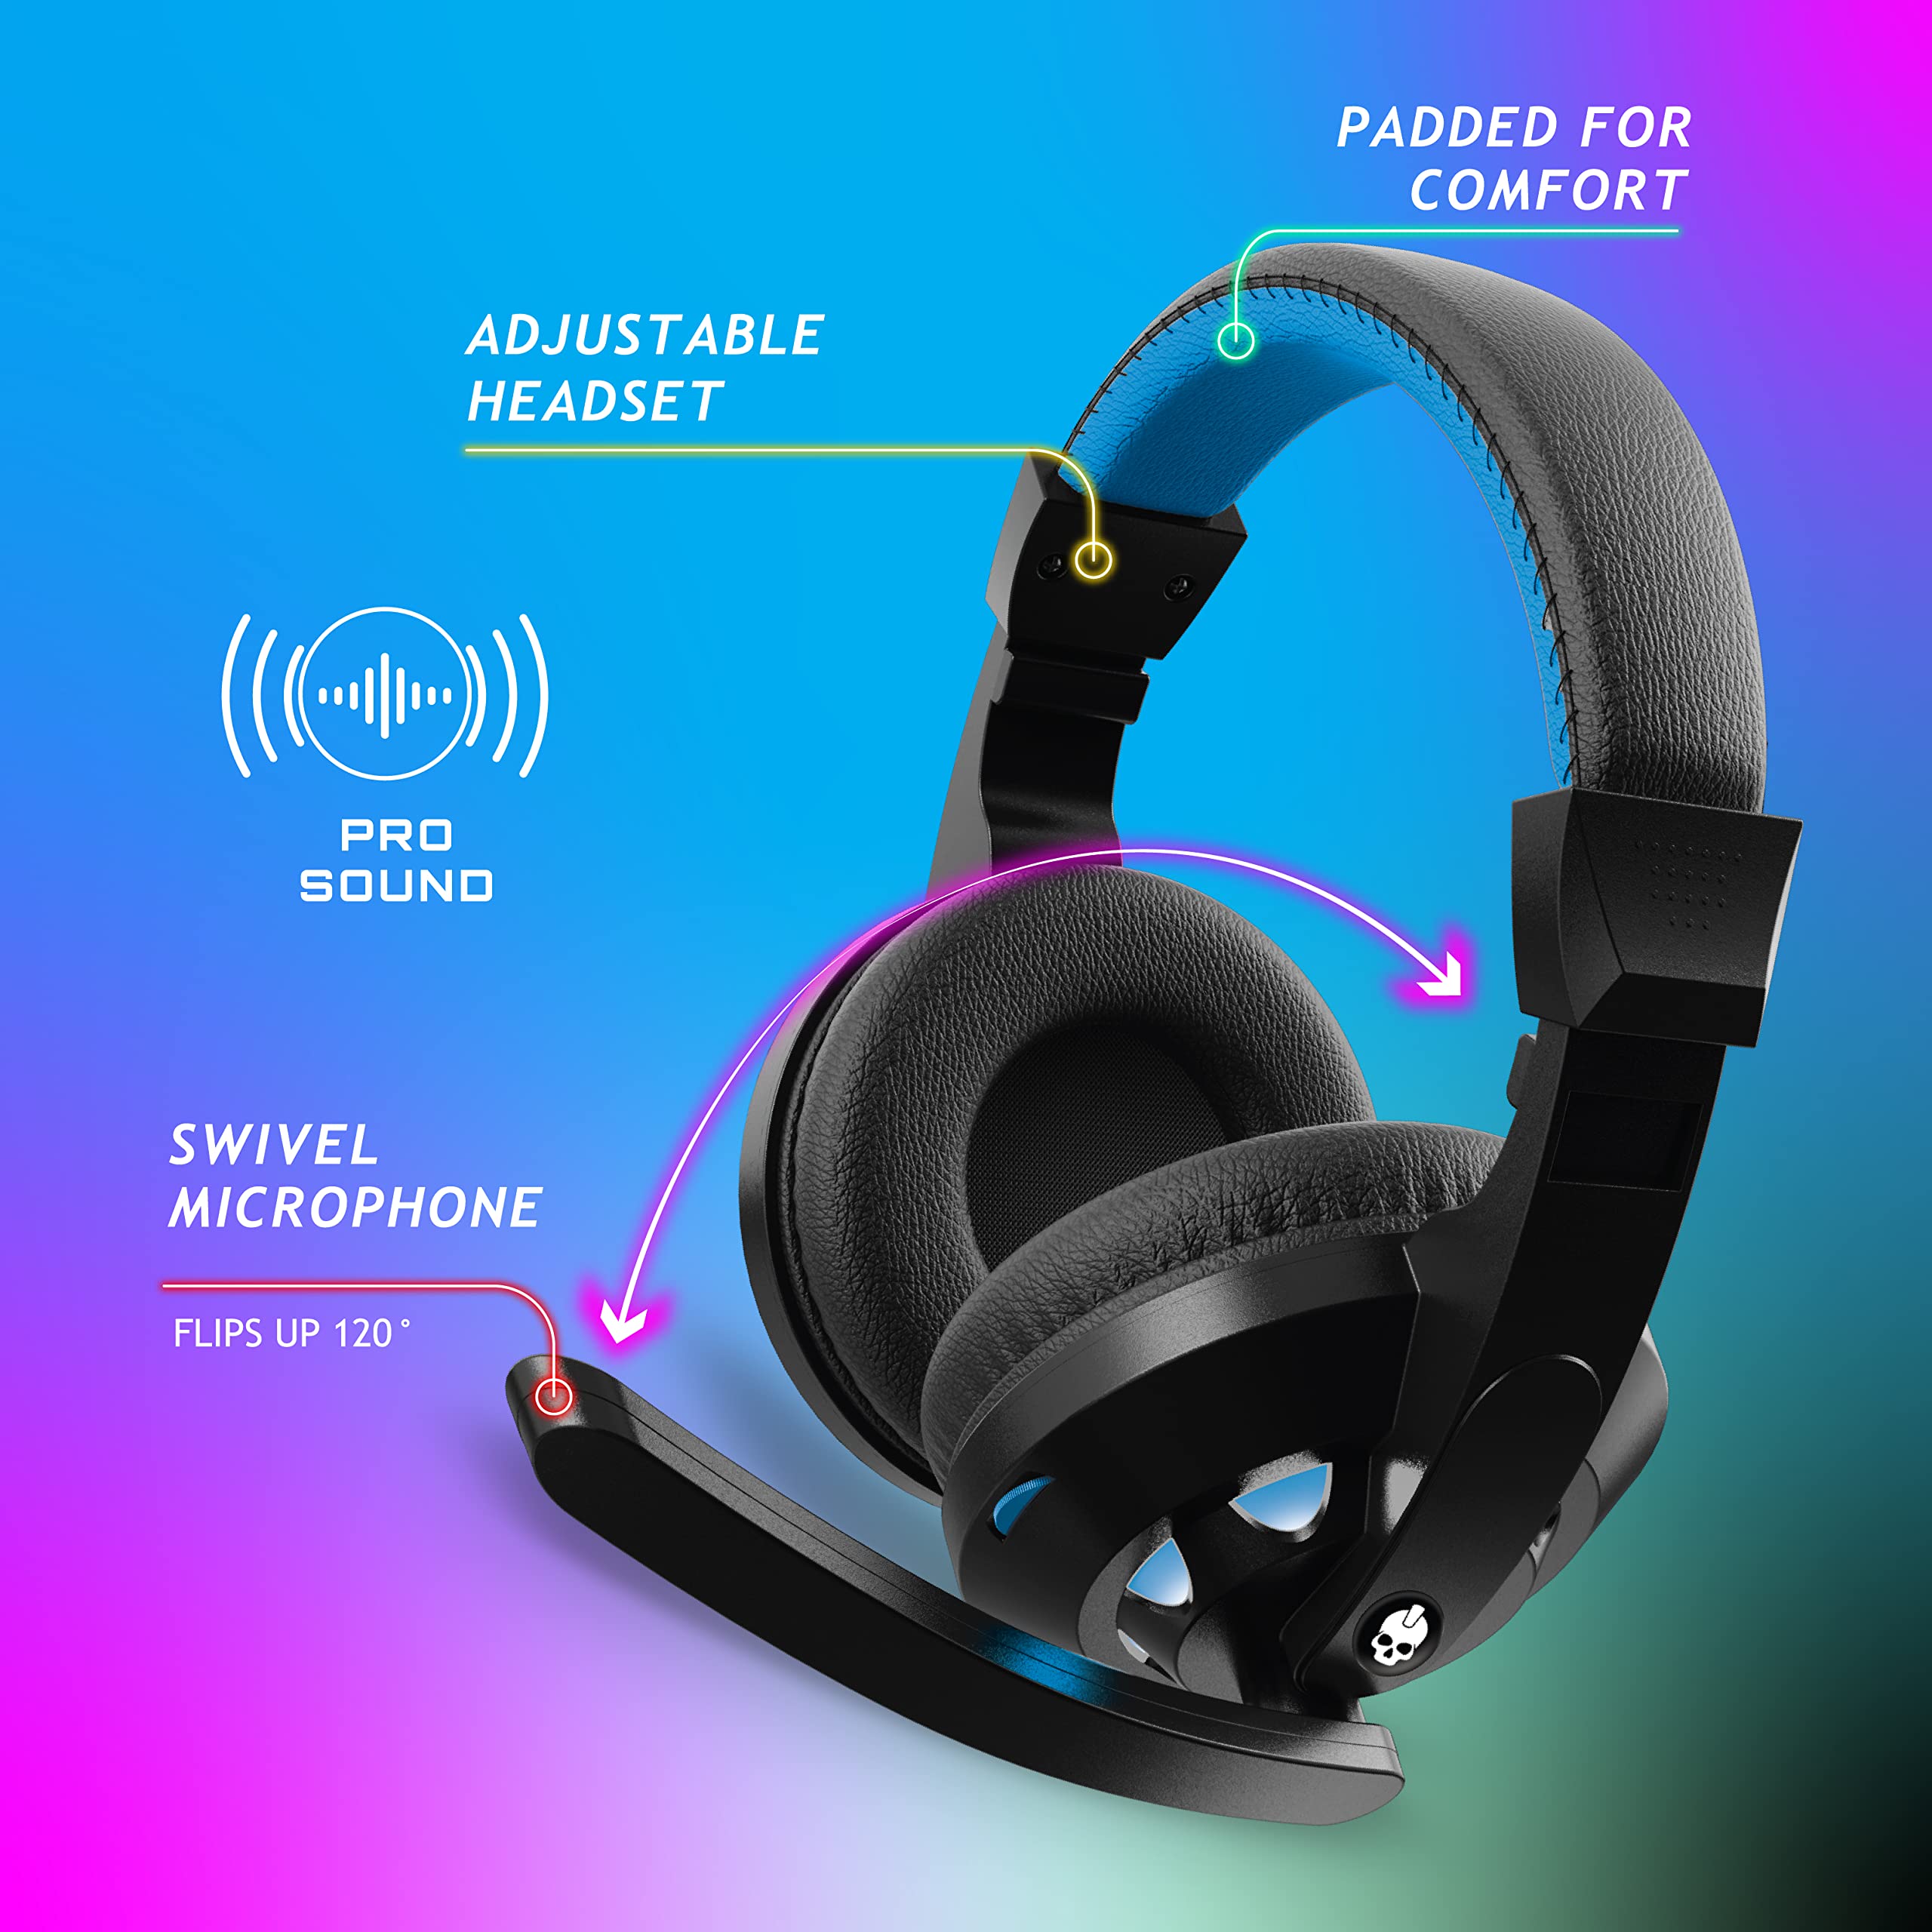 PADDED FOR
COMFORT
ADJUSTABLE
HEADSET
PRO
SOUND
SWIVEL
MICROPHONE
FLIPS UP 120°